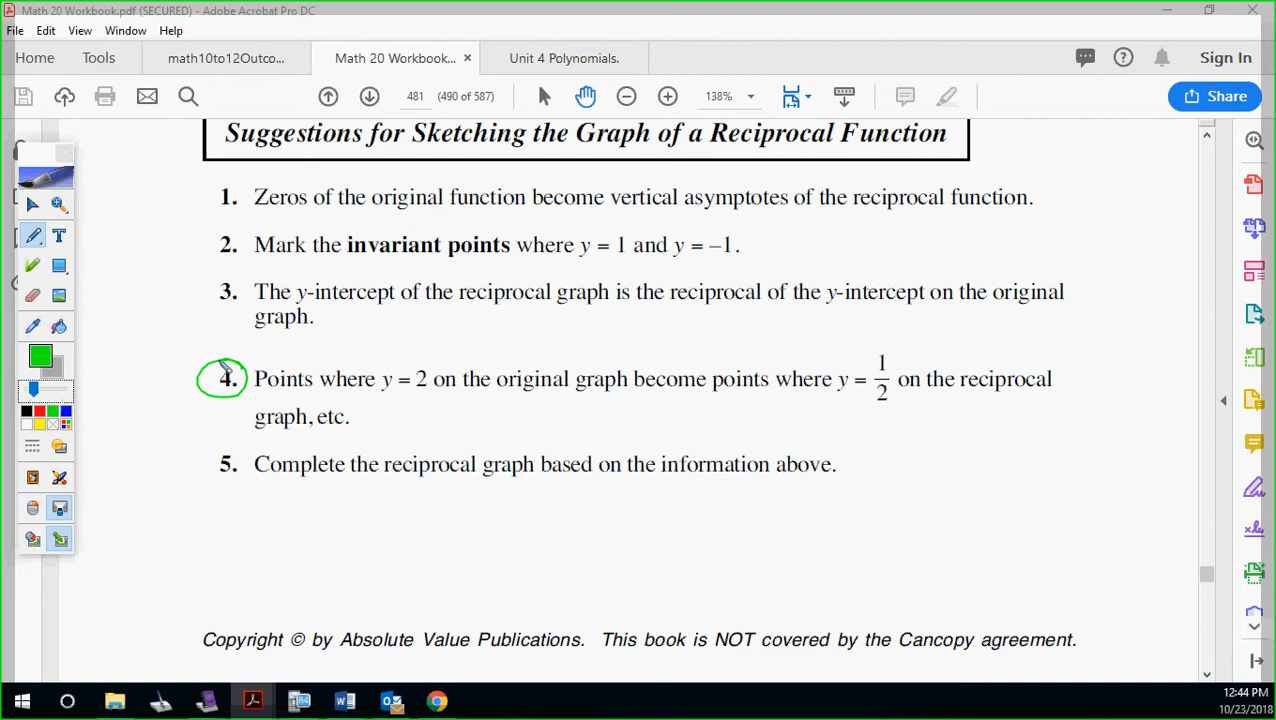 Math 20 Workbook.pdf (SECURED) - Adobe Acrobat Pro DC
File Edit View Window Help
Home Tools math10to12Outco... Math 20 Workbook... × Unit 4 Polynomials. Sign In
481 (490 of 587) 138% Share
Suggestions for Sketching the Graph of a Reciprocal Function
1. Zeros of the original function become vertical asymptotes of the reciprocal function.
2. Mark the invariant points where y = 1 and y = –1.
3. The y-intercept of the reciprocal graph is the reciprocal of the y-intercept on the original
graph.
4. Points where y = 2 on the original graph become points where y = 1/2 on the reciprocal
graph, etc.
5. Complete the reciprocal graph based on the information above.
Copyright © by Absolute Value Publications. This book is NOT covered by the Cancopy agreement.
12:44 PM
10/23/2018